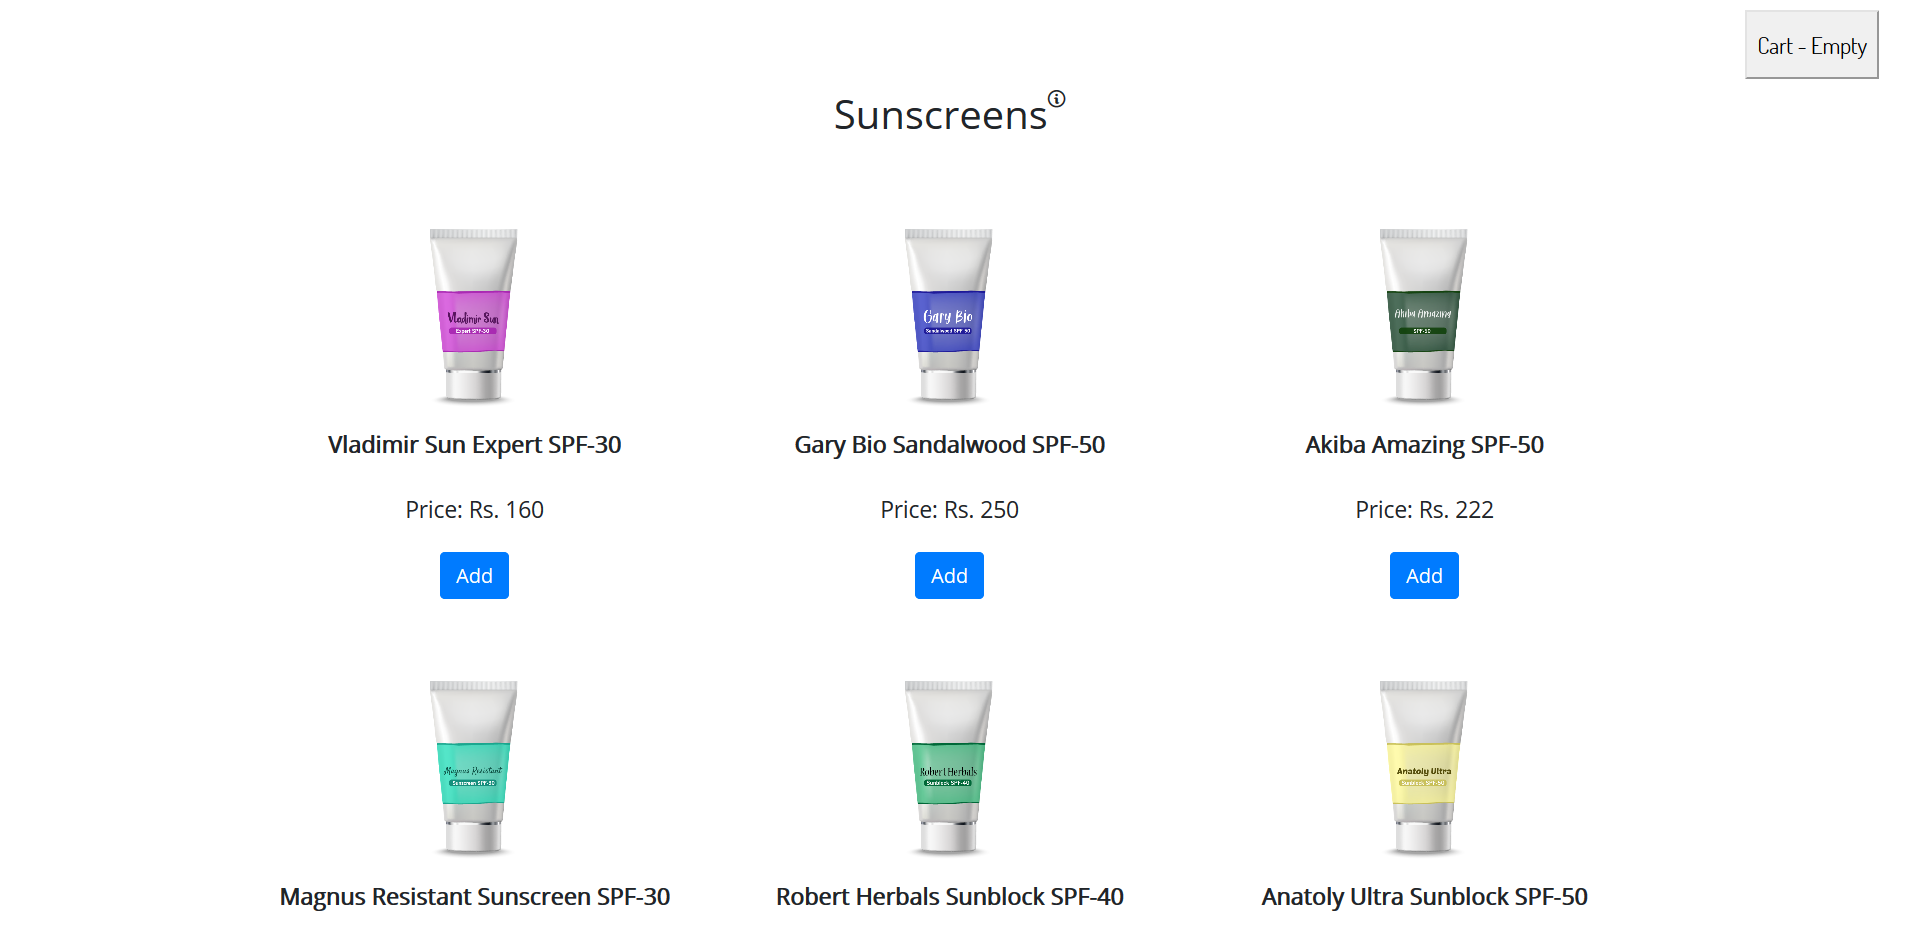 Cart - Empty
Sunscreens
Vladimir Sun
Expert SPF-30
Gary Bio
Sandalwood SPF-50
Akiba Amazing
SPF-50
Vladimir Sun Expert SPF-30
Gary Bio Sandalwood SPF-50
Akiba Amazing SPF-50
Price: Rs. 160
Price: Rs. 250
Price: Rs. 222
Add
Add
Add
Magnus Resistant
Sunscreen SPF-30
Robert Herbals
Sunblock SPF-40
Anatoly Ultra
Sunblock SPF-50
Magnus Resistant Sunscreen SPF-30
Robert Herbals Sunblock SPF-40
Anatoly Ultra Sunblock SPF-50